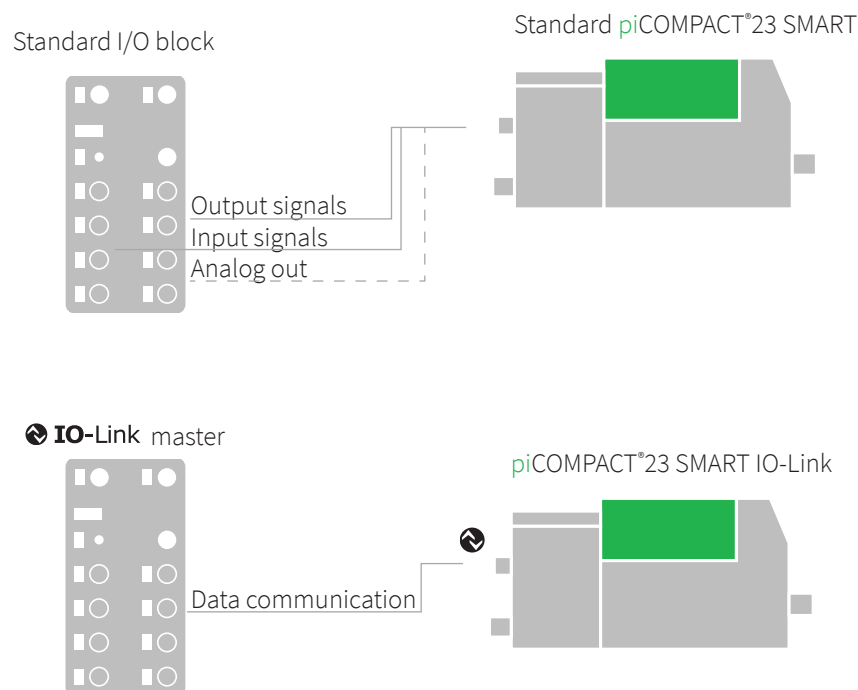 Standard I/O block
Standard piCOMPACT®23 SMART
Output signals
Input signals
Analog out
IO-Link master
piCOMPACT®23 SMART IO-Link
Data communication